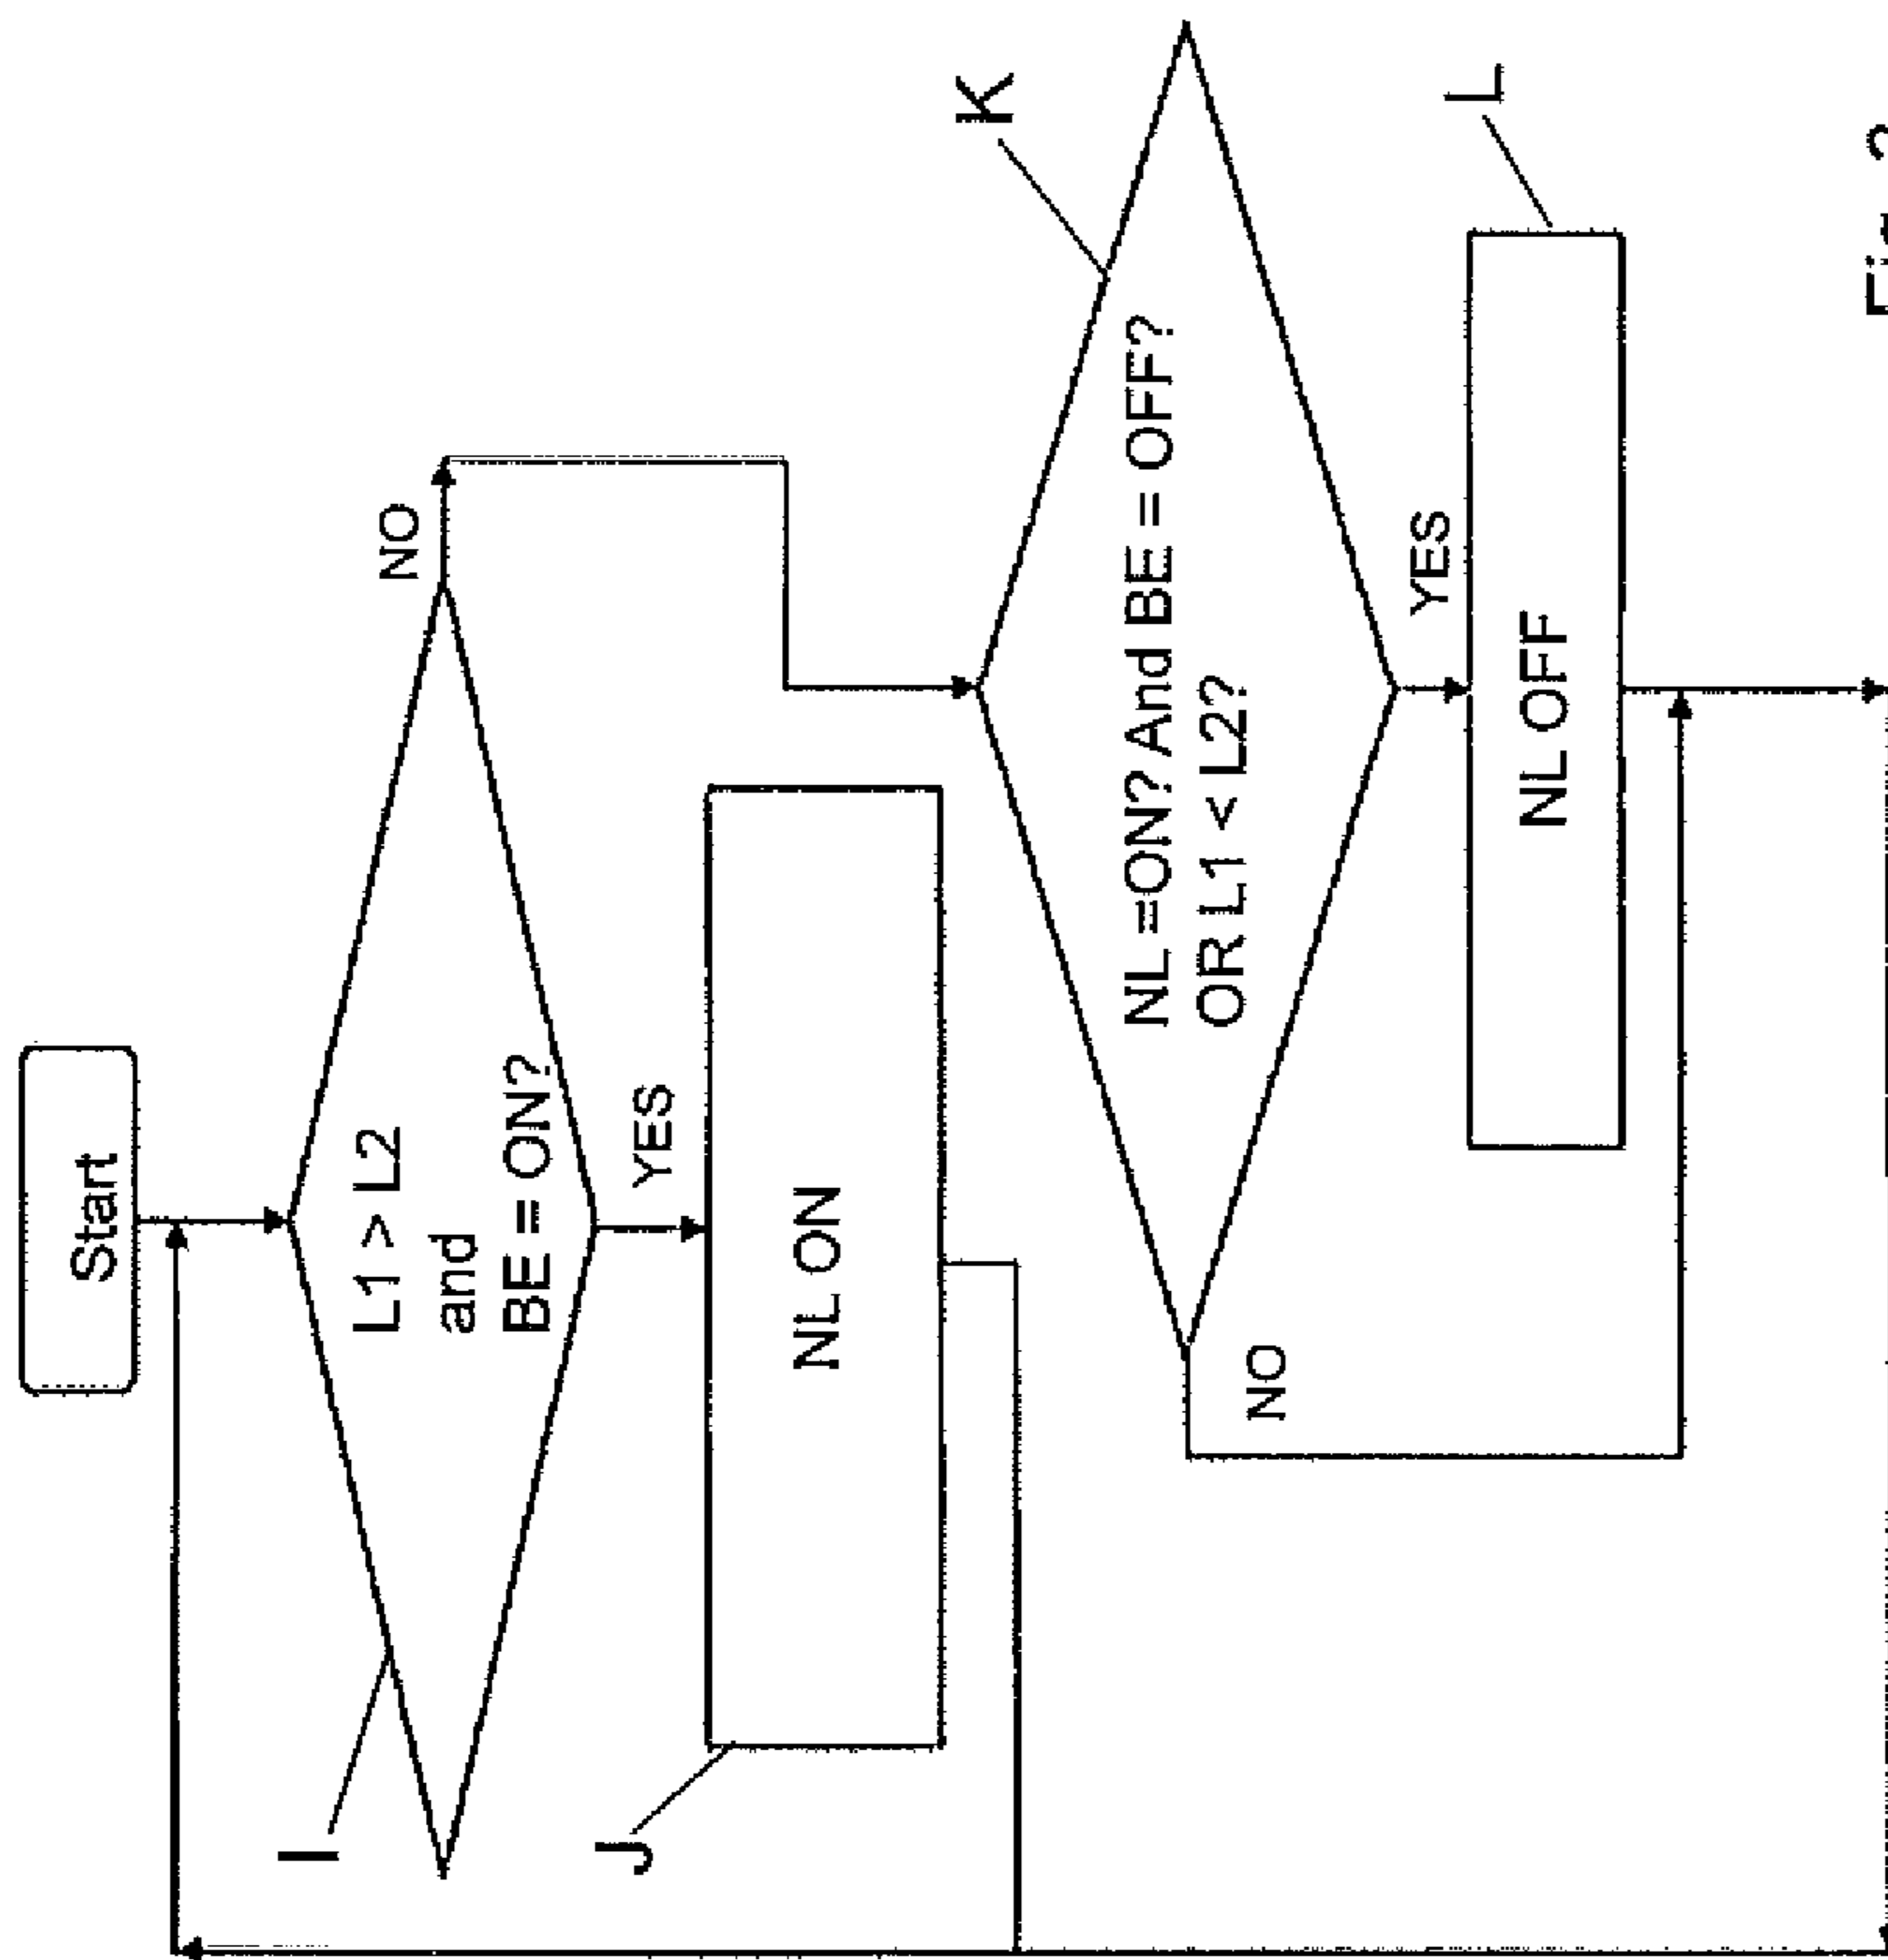 Start
I
L1 > L2
and
BE = ON?
NO
YES
J
NL ON
K
NL =ON? And BE = OFF?
OR L1 < L2?
NO
YES
L
NL OFF